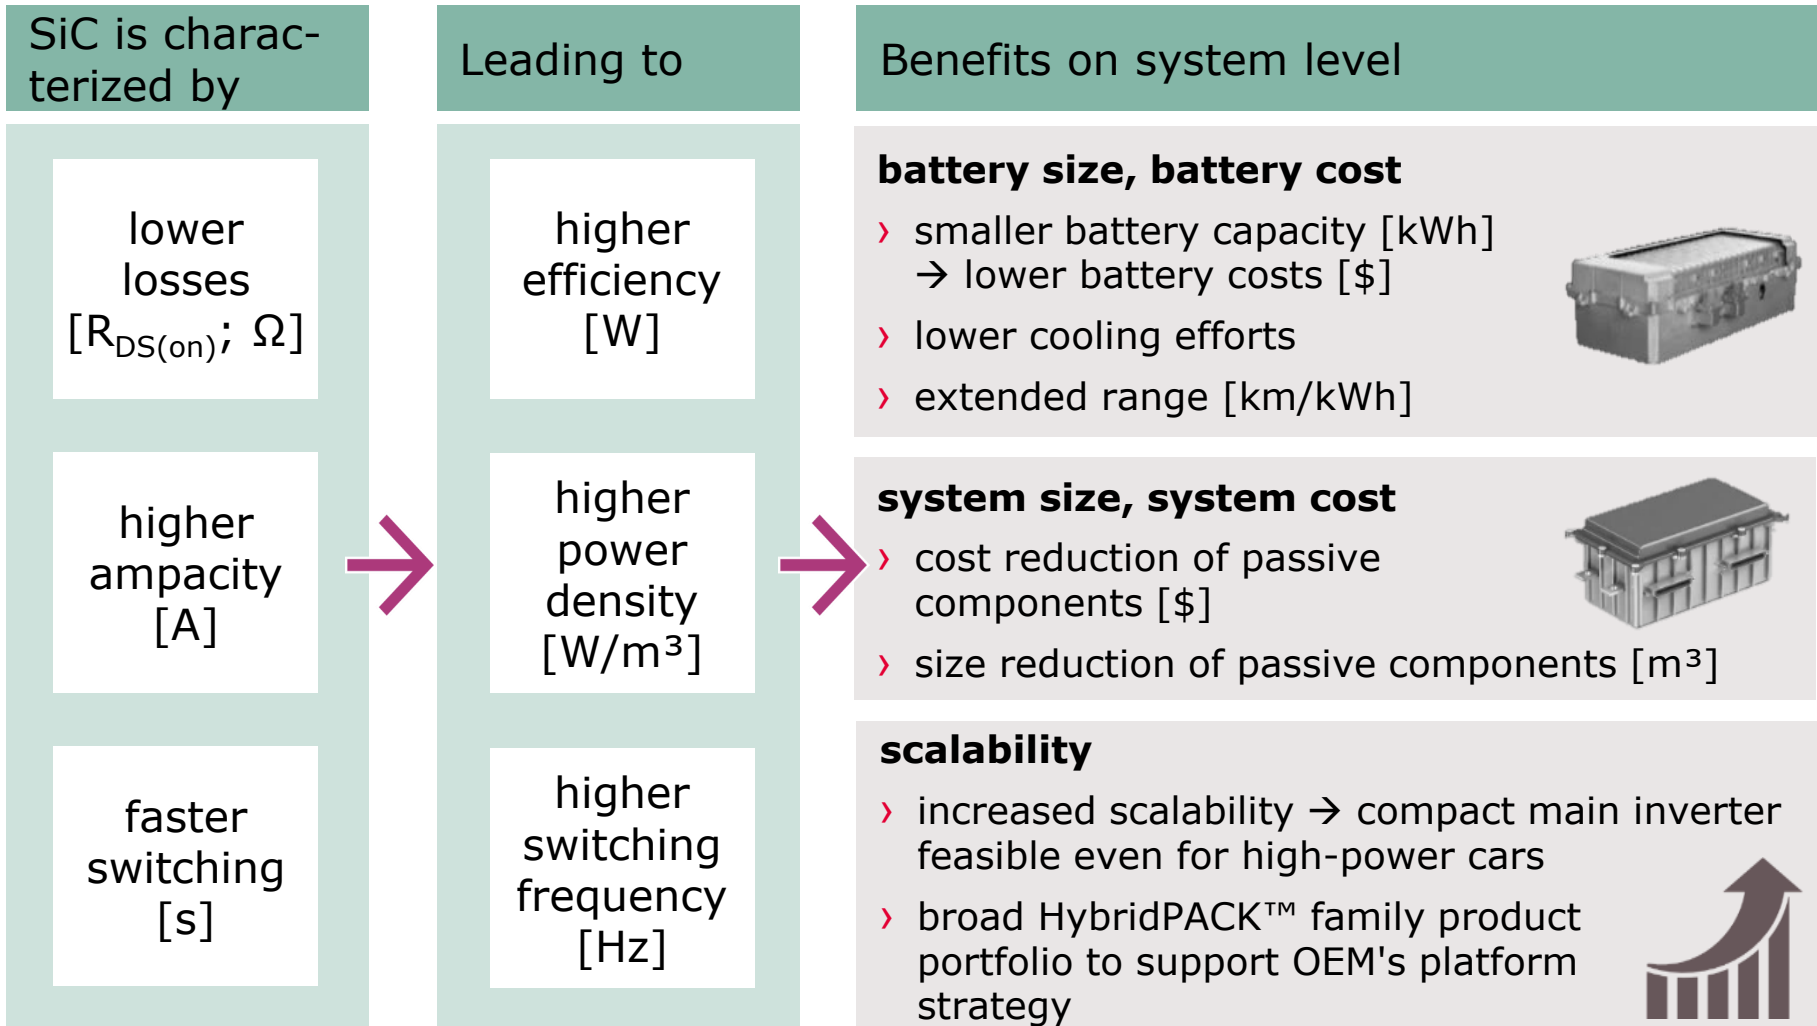 SiC is charac-
terized by
Leading to
Benefits on system level
lower
losses
[R_DS(on); Ω]
higher
ampacity
[A]
faster
switching
[s]
higher
efficiency
[W]
higher
power
density
[W/m³]
higher
switching
frequency
[Hz]
battery size, battery cost
› smaller battery capacity [kWh]
→ lower battery costs [$]
› lower cooling efforts
› extended range [km/kWh]
system size, system cost
› cost reduction of passive
components [$]
› size reduction of passive components [m³]
scalability
› increased scalability → compact main inverter
feasible even for high-power cars
› broad HybridPACK™ family product
portfolio to support OEM's platform
strategy